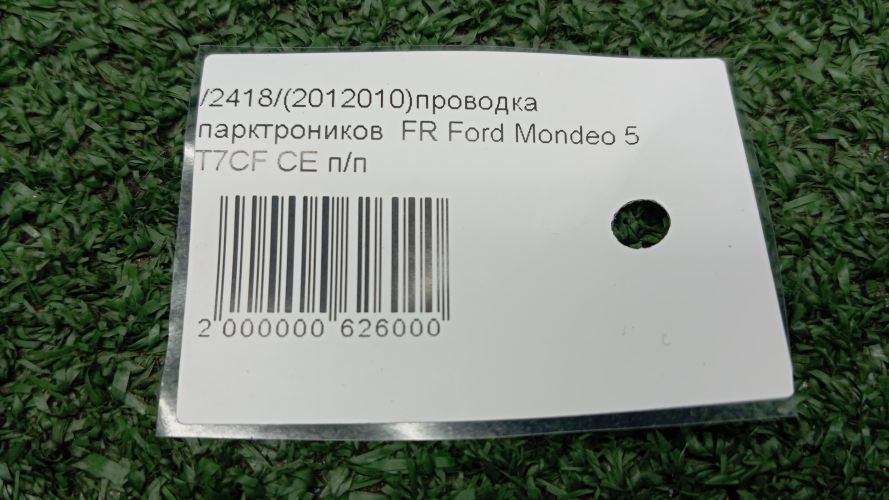 /2418/(2012010)проводка
парктроников FR Ford Mondeo 5
T7CF CE п/п
2 000000 626000